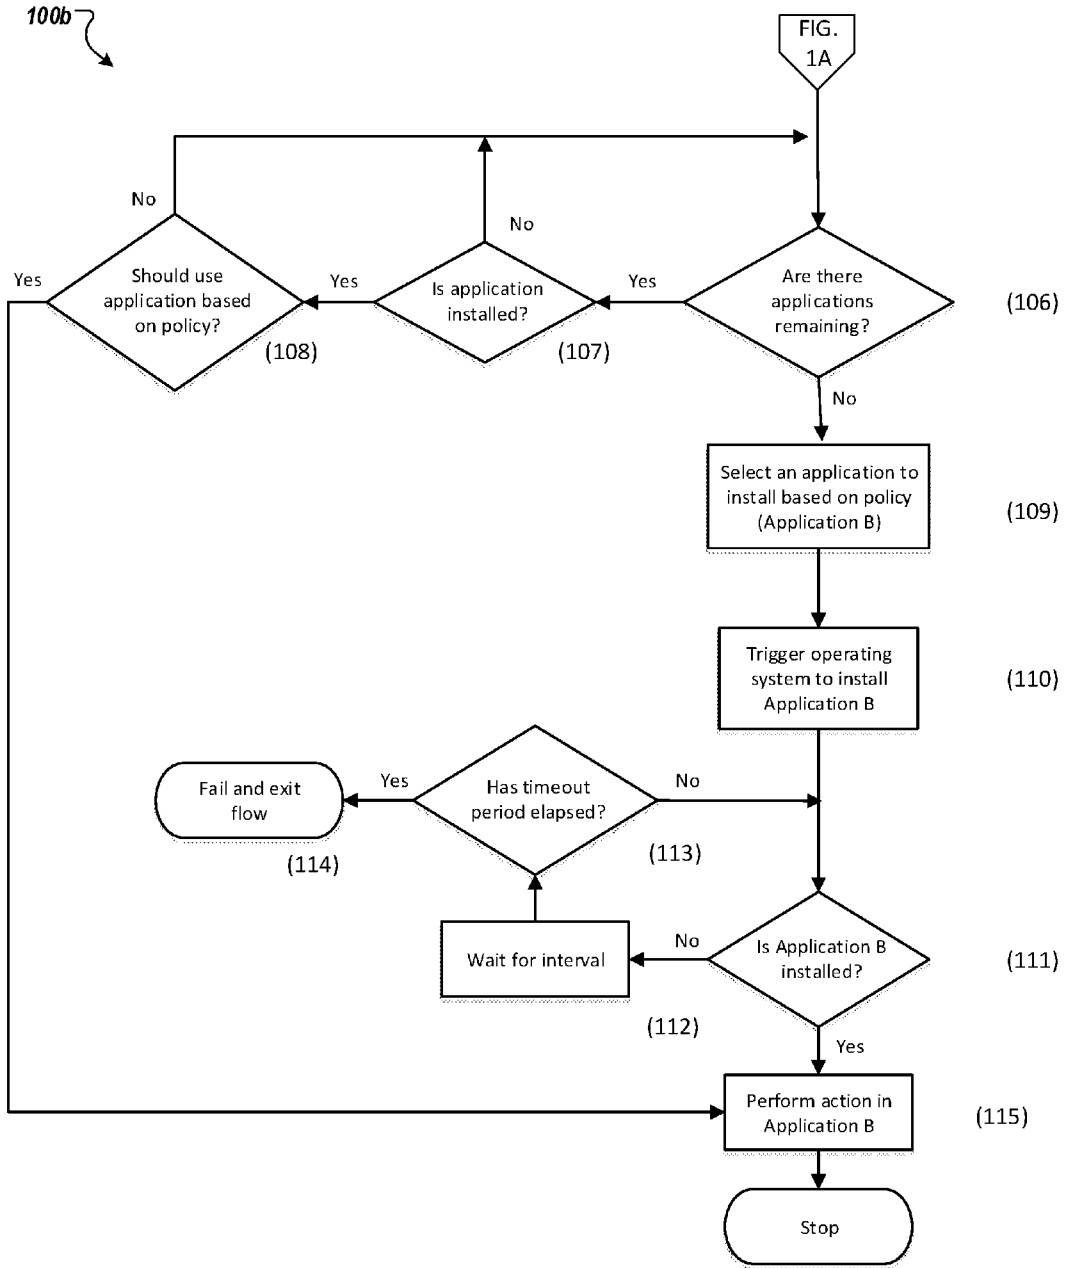 100b
FIG.
1A
No
No
Yes
Should use
application based
on policy?
Yes
Is application
installed?
Yes
Are there
applications
remaining?
(106)
(108)
(107)
No
Select an application to
install based on policy
(Application B)
(109)
Trigger operating
system to install
Application B
(110)
Fail and exit
flow
Yes
Has timeout
period elapsed?
No
(114)
(113)
Wait for interval
No
Is Application B
installed?
(111)
(112)
Yes
Perform action in
Application B
(115)
Stop